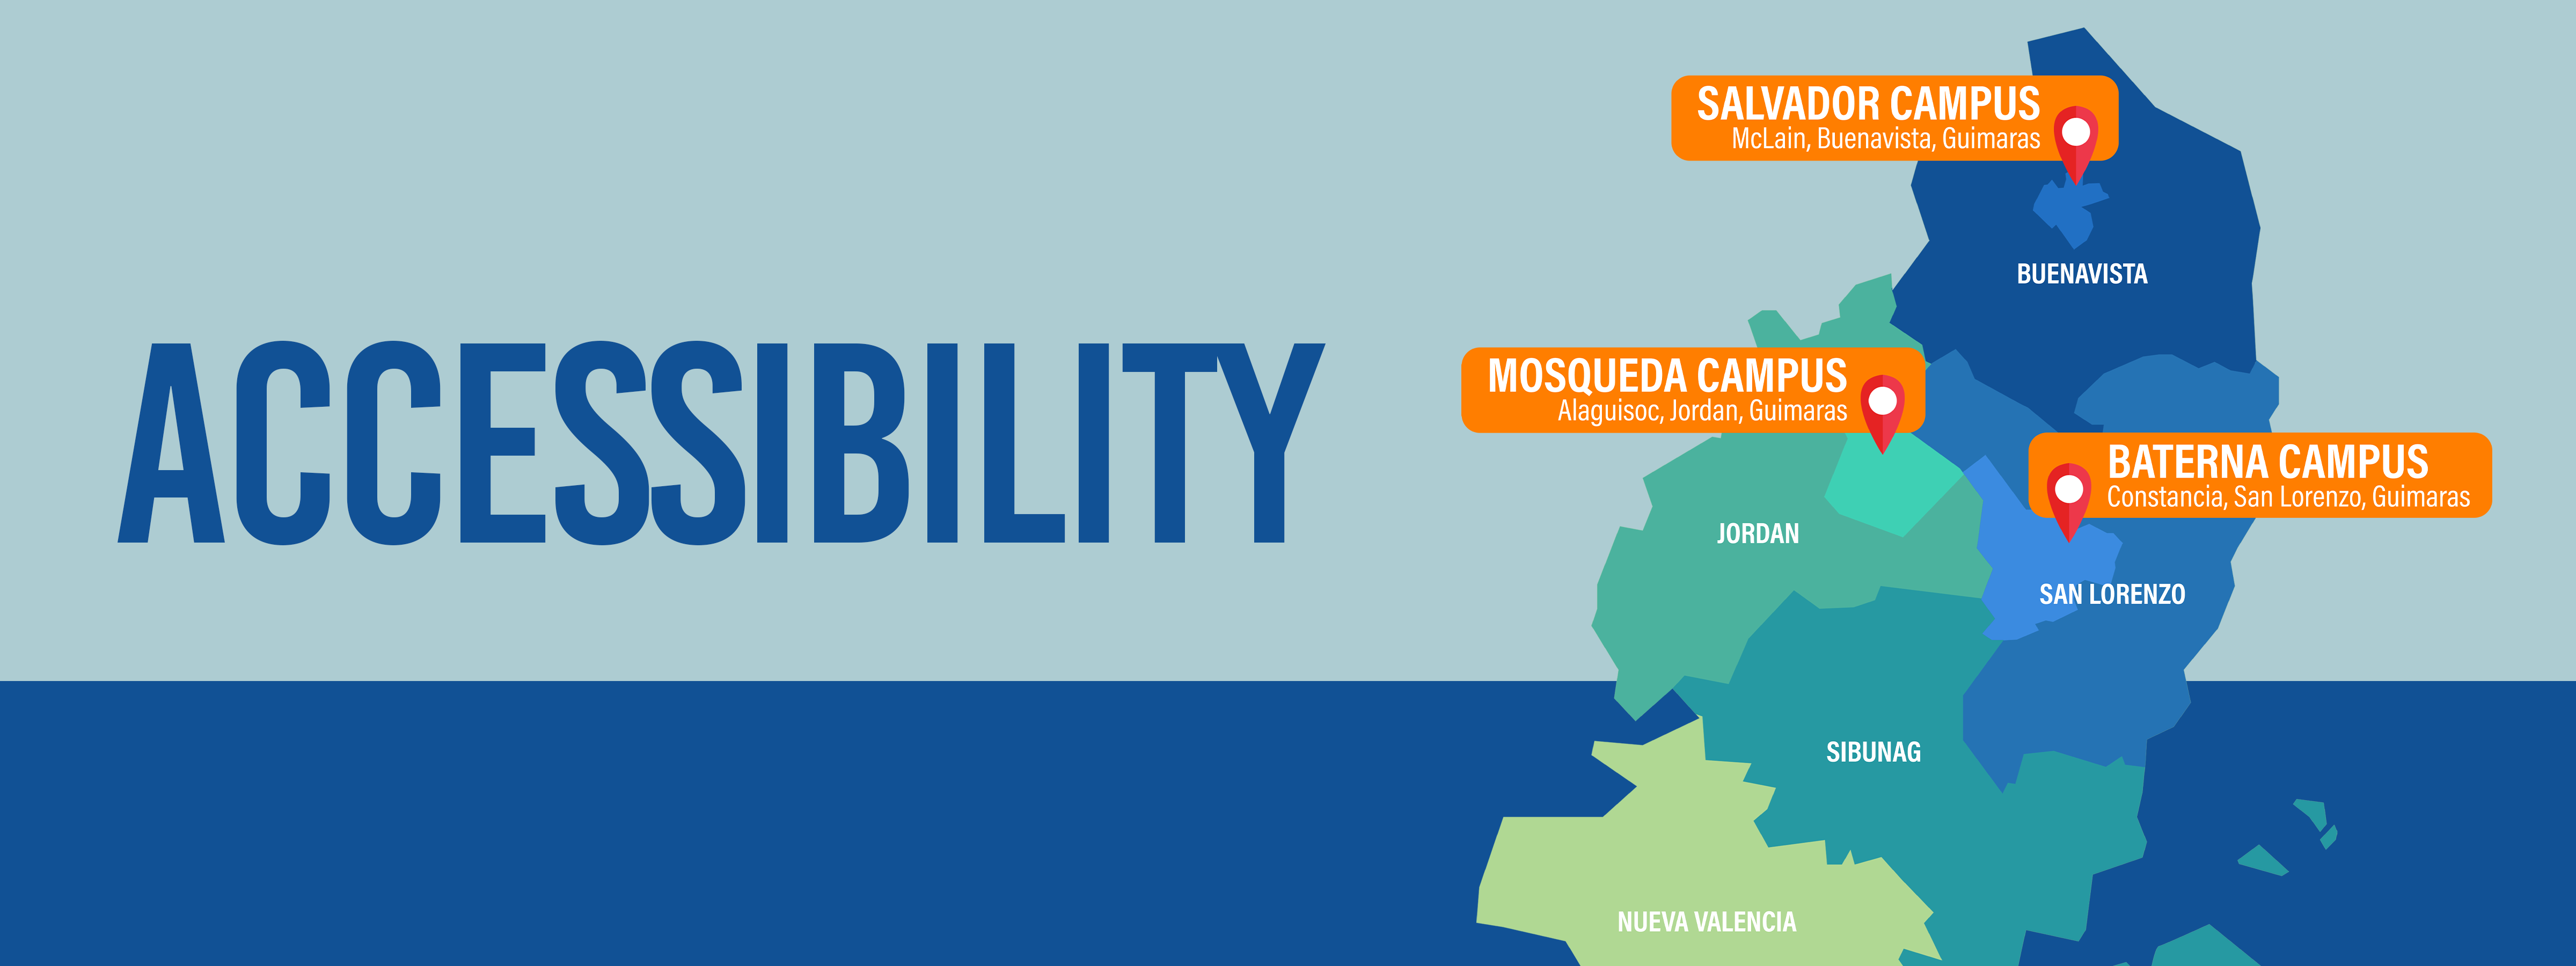 ACCESSIBILITY
SALVADOR CAMPUS
McLain, Buenavista, Guimaras
BUENAVISTA
MOSQUEDA CAMPUS
Alaguisoc, Jordan, Guimaras
BATERNA CAMPUS
Constancia, San Lorenzo, Guimaras
JORDAN
SAN LORENZO
SIBUNAG
NUEVA VALENCIA